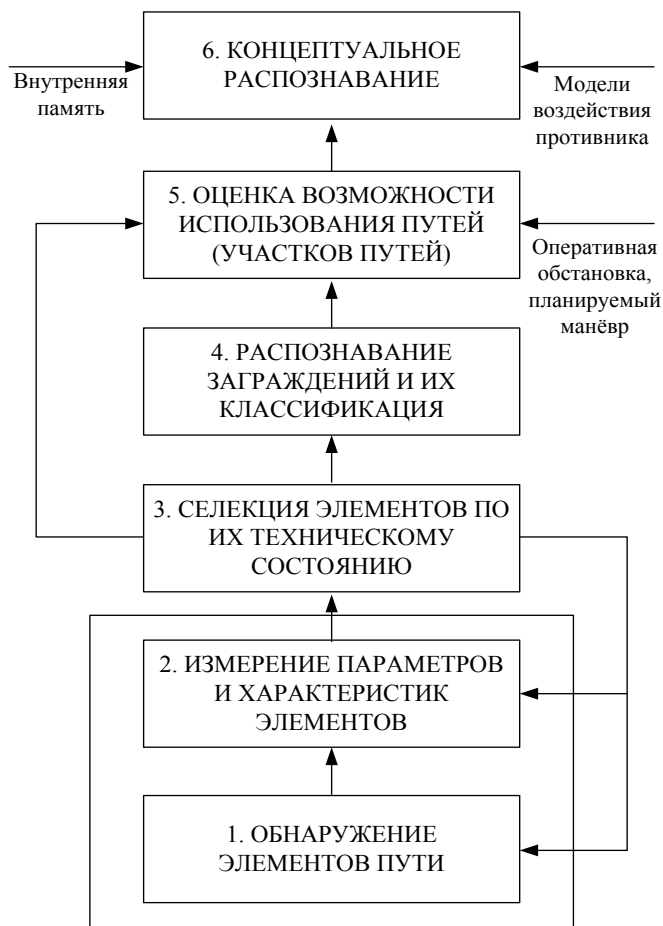 6. КОНЦЕПТУАЛЬНОЕ
РАСПОЗНАВАНИЕ
Внутренняя
память
Модели
воздействия
противника
5. ОЦЕНКА ВОЗМОЖНОСТИ
ИСПОЛЬЗОВАНИЯ ПУТЕЙ
(УЧАСТКОВ ПУТЕЙ)
Оперативная
обстановка,
планируемый
манёвр
4. РАСПОЗНАВАНИЕ
ЗАГРАЖДЕНИЙ И ИХ
КЛАССИФИКАЦИЯ
3. СЕЛЕКЦИЯ ЭЛЕМЕНТОВ ПО
ИХ ТЕХНИЧЕСКОМУ
СОСТОЯНИЮ
2. ИЗМЕРЕНИЕ ПАРАМЕТРОВ
И ХАРАКТЕРИСТИК
ЭЛЕМЕНТОВ
1. ОБНАРУЖЕНИЕ
ЭЛЕМЕНТОВ ПУТИ